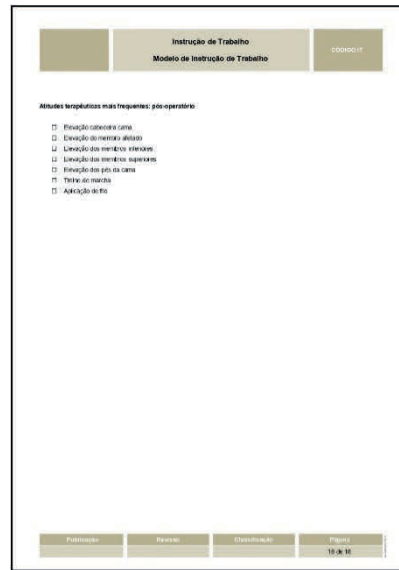 Instrução de Trabalho
Modelo de Instrução de Trabalho
CÓDIGO IT
Atitudes terapêuticas mais frequentes: pós-operatório
Elevação cabeceira cama
Elevação do membro afetado
Elevação dos membros inferiores
Elevação dos membros superiores
Elevação dos pés da cama
Treino de marcha
Aplicação de frio
Publicação
Revisão
Classificação
Página
16 de 16